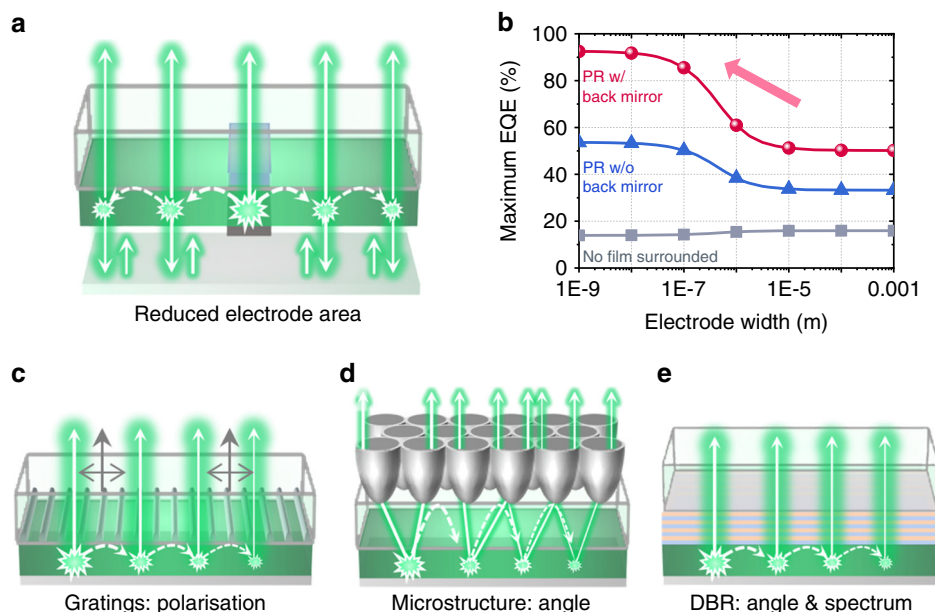 a
Reduced electrode area
b
Maximum EQE (%)
100
80
60
40
20
0
PR w/
back mirror
PR w/o
back mirror
No film surrounded
1E-9
1E-7
1E-5
0.001
Electrode width (m)
c
Gratings: polarisation
d
Microstructure: angle
e
DBR: angle & spectrum